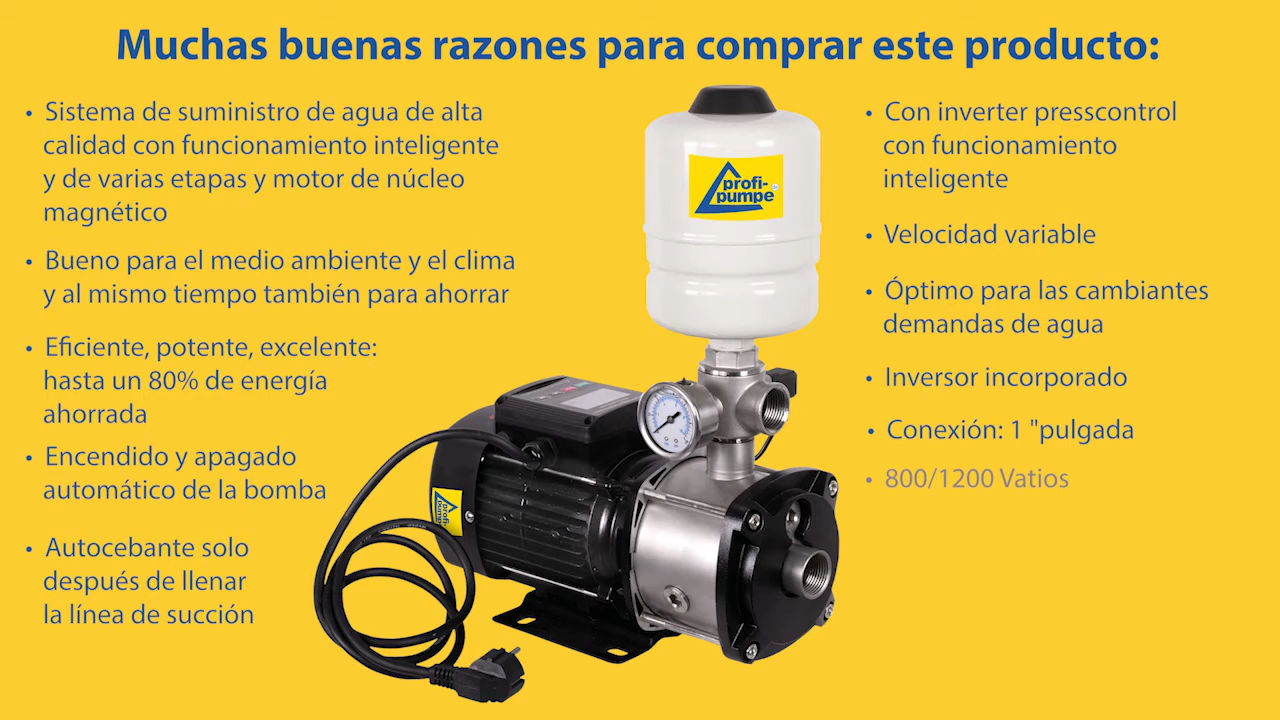 Muchas buenas razones para comprar este producto:
• Sistema de suministro de agua de alta
calidad con funcionamiento inteligente
y de varias etapas y motor de núcleo
magnético
• Bueno para el medio ambiente y el clima
y al mismo tiempo también para ahorrar
• Eficiente, potente, excelente:
hasta un 80% de energía
ahorrada
• Encendido y apagado
automático de la bomba
• Autocebante solo
después de llenar
la línea de succión
profi-
pumpe
profi-
pumpe
• Con inverter presscontrol
con funcionamiento
inteligente
• Velocidad variable
• Óptimo para las cambiantes
demandas de agua
• Inversor incorporado
• Conexión: 1 "pulgada
• 800/1200 Vatios